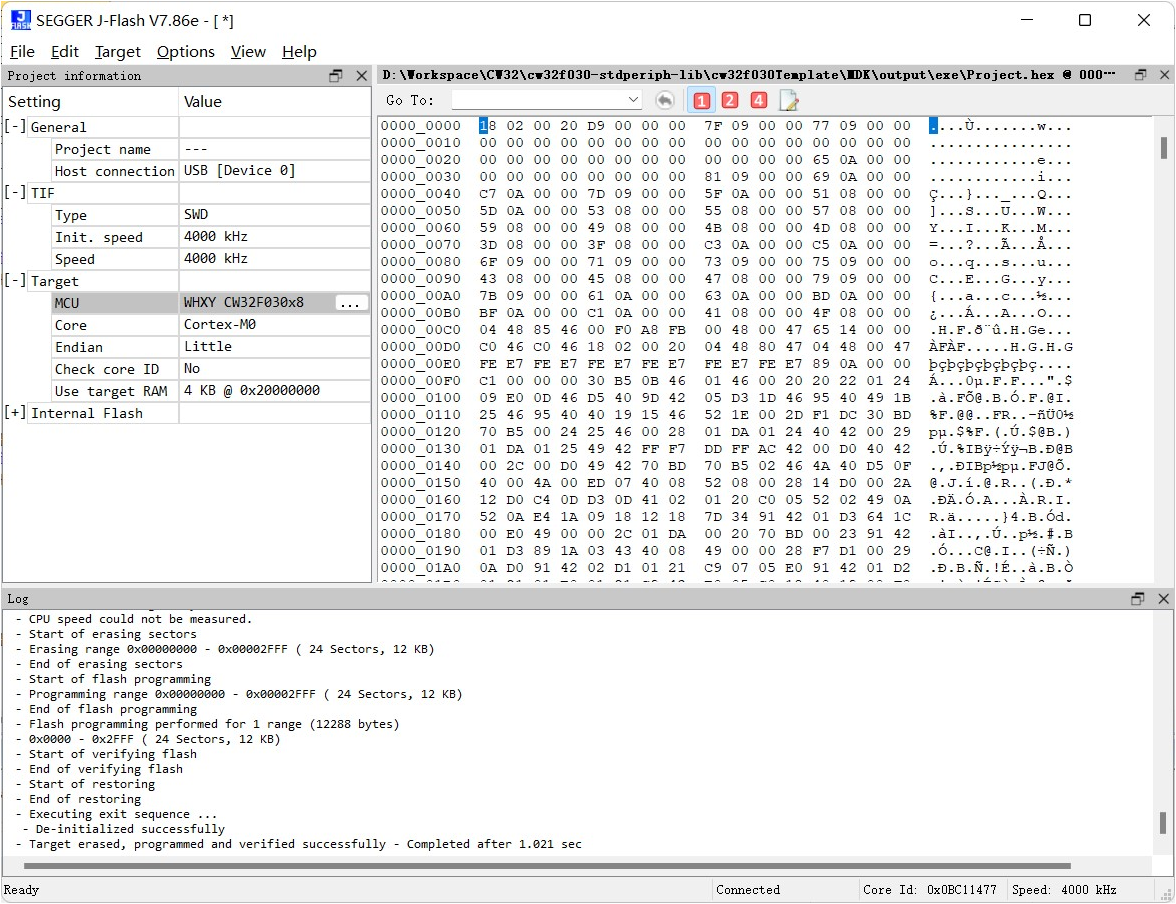 SEGGER J-Flash V7.86e - [ *]
File Edit Target Options View Help
Project information
Setting Value
[-] General
Project name ---
Host connection USB [Device 0]
[-] TIF
Type SWD
Init. speed 4000 kHz
Speed 4000 kHz
[-] Target
MCU WHXY CW32F030x8 ...
Core Cortex-M0
Endian Little
Check core ID No
Use target RAM 4 KB @ 0x20000000
[+] Internal Flash
D:\Workspace\CW32\cw32f030-stdperiph-lib\cw32f030Template\MDK\output\exe\Project.hex @ 000···
Go To: 1 2 4
0000_0000 18 02 00 20 D9 00 00 00 7F 09 00 00 77 09 00 00 ....Ù.......w...
0000_0010 00 00 00 00 00 00 00 00 00 00 00 00 00 00 00 00 ................
0000_0020 00 00 00 00 00 00 00 00 00 00 00 00 65 0A 00 00 ............e...
0000_0030 00 00 00 00 00 00 00 00 81 09 00 00 69 0A 00 00 ............i...
0000_0040 C7 0A 00 00 7D 09 00 00 5F 0A 00 00 51 08 00 00 Ç...}..._...Q...
0000_0050 5D 0A 00 00 53 08 00 00 55 08 00 00 57 08 00 00 ]...S...U...W...
0000_0060 59 08 00 00 49 08 00 00 4B 08 00 00 4D 08 00 00 Y...I...K...M...
0000_0070 3D 08 00 00 3F 08 00 00 C3 0A 00 00 C5 0A 00 00 =...?...Ã...Å...
0000_0080 6F 09 00 00 71 09 00 00 73 09 00 00 75 09 00 00 o...q...s...u...
0000_0090 43 08 00 00 45 08 00 00 47 08 00 00 79 09 00 00 C...E...G...y...
0000_00A0 7B 09 00 00 61 0A 00 00 63 0A 00 00 BD 0A 00 00 {...a...c...½...
0000_00B0 BF 0A 00 00 C1 0A 00 00 41 08 00 00 4F 08 00 00 ¿...Á...A...O...
0000_00C0 04 48 85 46 00 F0 A8 FB 00 48 00 47 65 14 00 00 .H.F.ð¨û.H.Ge...
0000_00D0 C0 46 C0 46 18 02 00 20 04 48 80 47 04 48 00 47 ÀFÀF... .H.G.H.G
0000_00E0 FE E7 FE E7 FE E7 FE E7 FE E7 FE E7 89 0A 00 00 þçþçþçþçþçþç....
0000_00F0 C1 00 00 00 30 B5 0B 46 01 46 00 20 20 22 01 24 Á...0µ.F.F.  ".$
0000_0100 09 E0 0D 46 D5 40 9D 42 05 D3 1D 46 95 40 49 1B .à.FÕ@.B.Ó.F.@I.
0000_0110 25 46 95 40 40 19 15 46 52 1E 00 2D F1 DC 30 BD %F.@@..FR..-ñÜ0½
0000_0120 70 B5 00 24 25 46 00 28 01 DA 01 24 40 42 00 29 pµ.$%F.(.Ú.$@B.)
0000_0130 01 DA 01 25 49 42 FF F7 DD FF AC 42 00 D0 40 42 .Ú.%IBÿ÷Ýÿ¬B.Ð@B
0000_0140 00 2C 00 D0 49 42 70 BD 70 B5 02 46 4A 40 D5 0F .,.ÐIBp½pµ.FJ@Õ.
0000_0150 40 00 4A 00 ED 07 40 08 52 08 00 28 14 D0 00 2A @.J.í.@.R..(.Ð.*
0000_0160 12 D0 C4 0D D3 0D 41 02 01 20 C0 05 52 02 49 0A .ÐÄ.Ó.A.. À.R.I.
0000_0170 52 0A E4 1A 09 18 12 18 7D 34 91 42 01 D3 64 1C R.ä.....}4.B.Ód.
0000_0180 00 E0 49 00 00 2C 01 DA 00 20 70 BD 00 23 91 42 .àI..,.Ú. p½.#.B
0000_0190 01 D3 89 1A 03 43 40 08 49 00 00 28 F7 D1 00 29 .Ó...C@.I..(÷Ñ.)
0000_01A0 0A D0 91 42 02 D1 01 21 C9 07 05 E0 91 42 01 D2 .Ð.B.Ñ.!É..à.B.Ò
Log
- CPU speed could not be measured.
- Start of erasing sectors
- Erasing range 0x00000000 - 0x00002FFF ( 24 Sectors, 12 KB)
- End of erasing sectors
- Start of flash programming
- Programming range 0x00000000 - 0x00002FFF ( 24 Sectors, 12 KB)
- End of flash programming
- Flash programming performed for 1 range (12288 bytes)
- 0x0000 - 0x2FFF ( 24 Sectors, 12 KB)
- Start of verifying flash
- End of verifying flash
- Start of restoring
- End of restoring
- Executing exit sequence ...
- De-initialized successfully
- Target erased, programmed and verified successfully - Completed after 1.021 sec
Ready Connected Core Id: 0x0BC11477 Speed: 4000 kHz